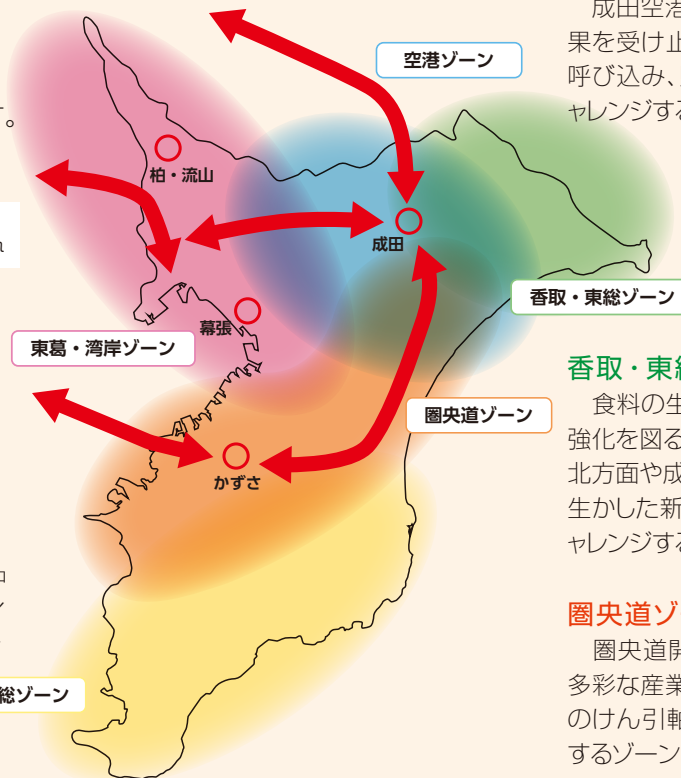 成田空港
果を受け止
呼び込み、
ャレンジする
。
空港ゾーン
柏・流山
成田
香取・東総ゾーン
幕張
東葛・湾岸ゾーン
圏央道ゾーン
かずさ
総ゾーン
香取・東総
食料の生
強化を図る
北方面や成
生かした新
ャレンジする
圏央道ゾ
圏央道開
多彩な産業
のけん引軸
するゾーン